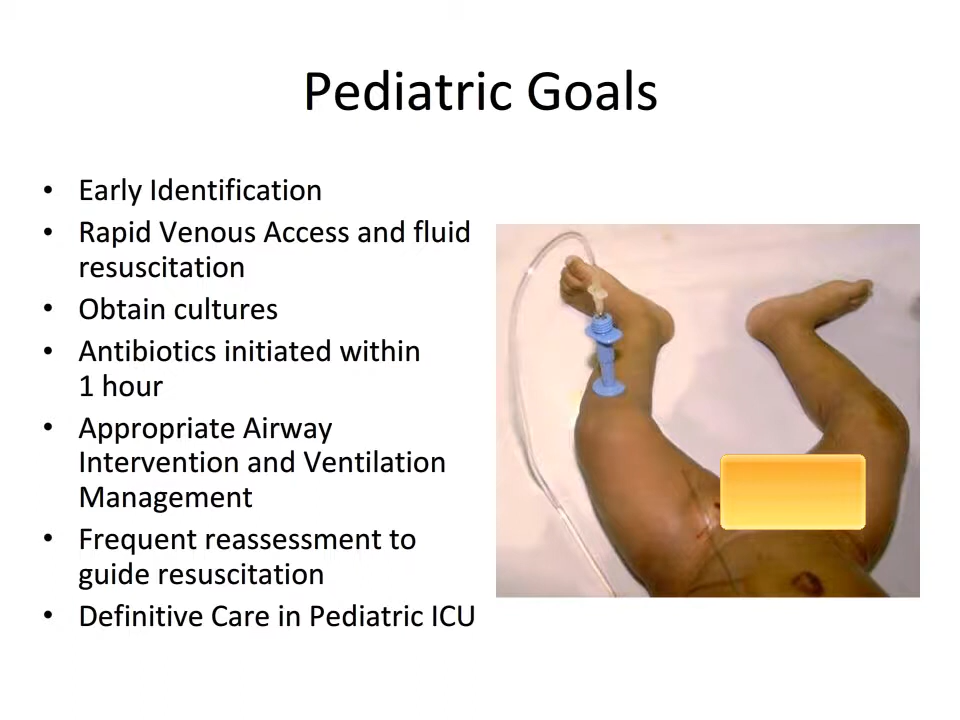 Pediatric Goals
• Early Identification
• Rapid Venous Access and fluid
resuscitation
• Obtain cultures
• Antibiotics initiated within
1 hour
• Appropriate Airway
Intervention and Ventilation
Management
• Frequent reassessment to
guide resuscitation
• Definitive Care in Pediatric ICU